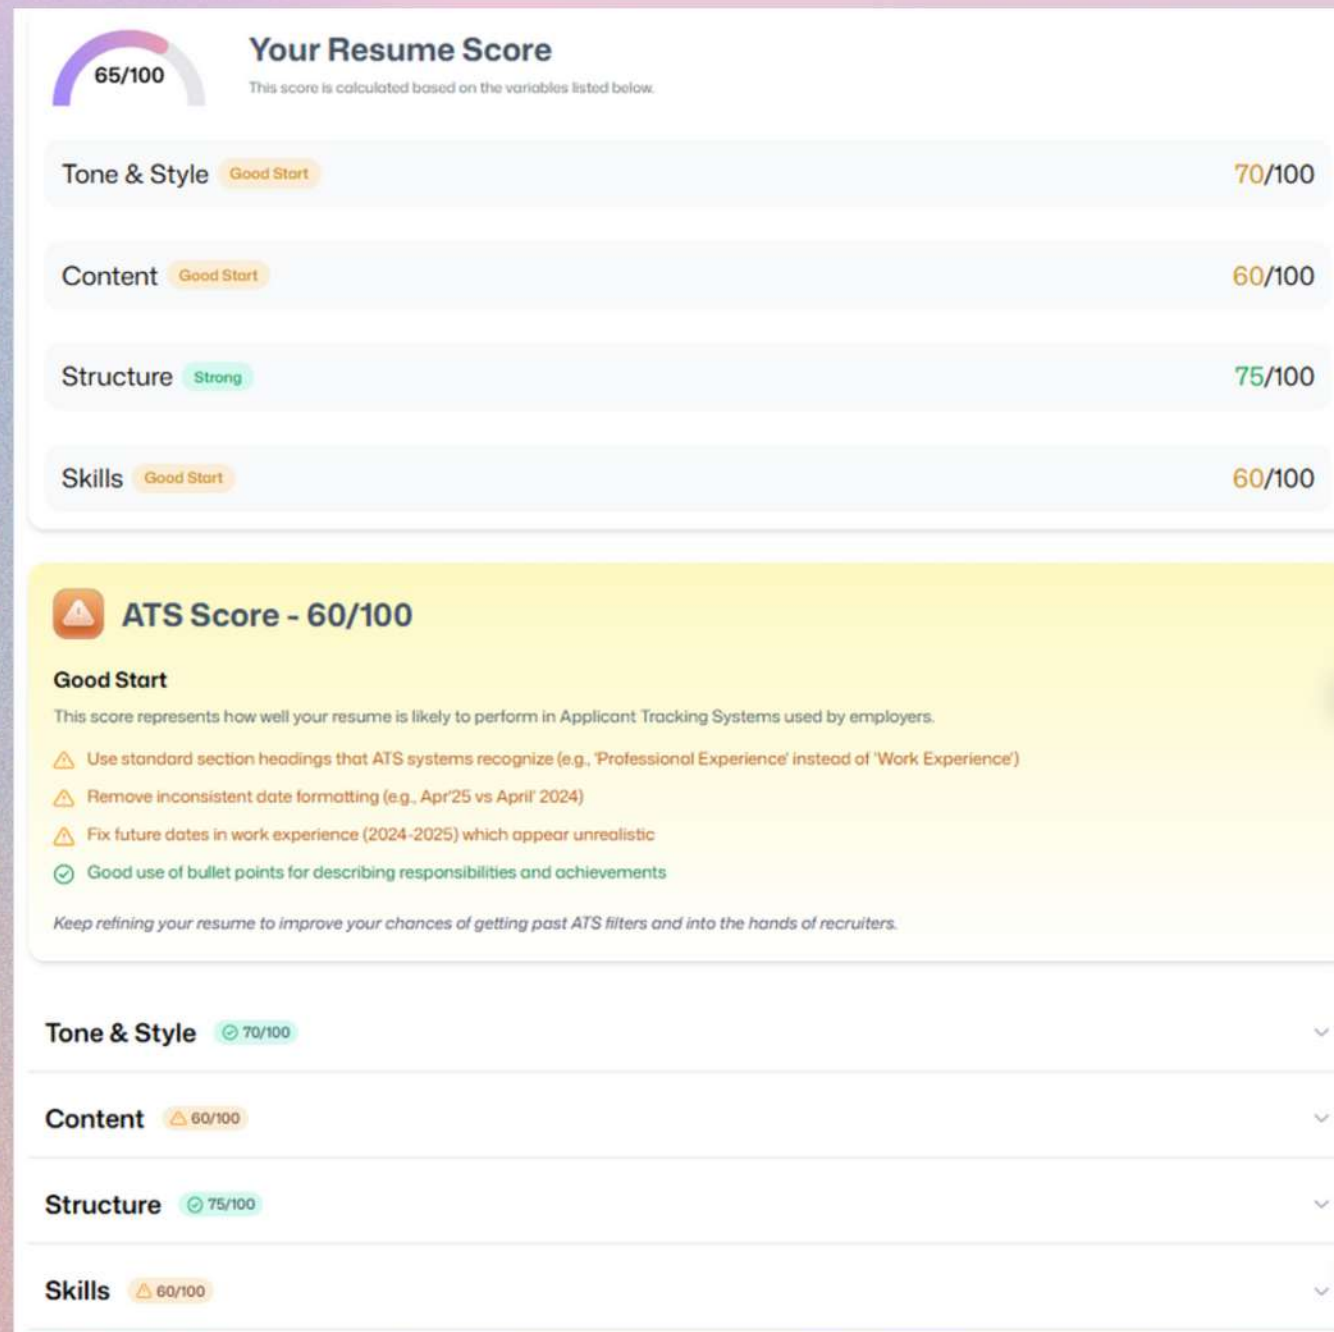 65/100
Your Resume Score
This score is calculated based on the variables listed below.
Tone & Style Good Start 70/100
Content Good Start 60/100
Structure Strong 75/100
Skills Good Start 60/100
ATS Score - 60/100
Good Start
This score represents how well your resume is likely to perform in Applicant Tracking Systems used by employers.
Use standard section headings that ATS systems recognize (e.g., 'Professional Experience' instead of 'Work Experience')
Remove inconsistent date formatting (e.g., Apr'25 vs April' 2024)
Fix future dates in work experience (2024-2025) which appear unrealistic
Good use of bullet points for describing responsibilities and achievements
Keep refining your resume to improve your chances of getting past ATS filters and into the hands of recruiters.
Tone & Style 70/100
Content 60/100
Structure 75/100
Skills 60/100